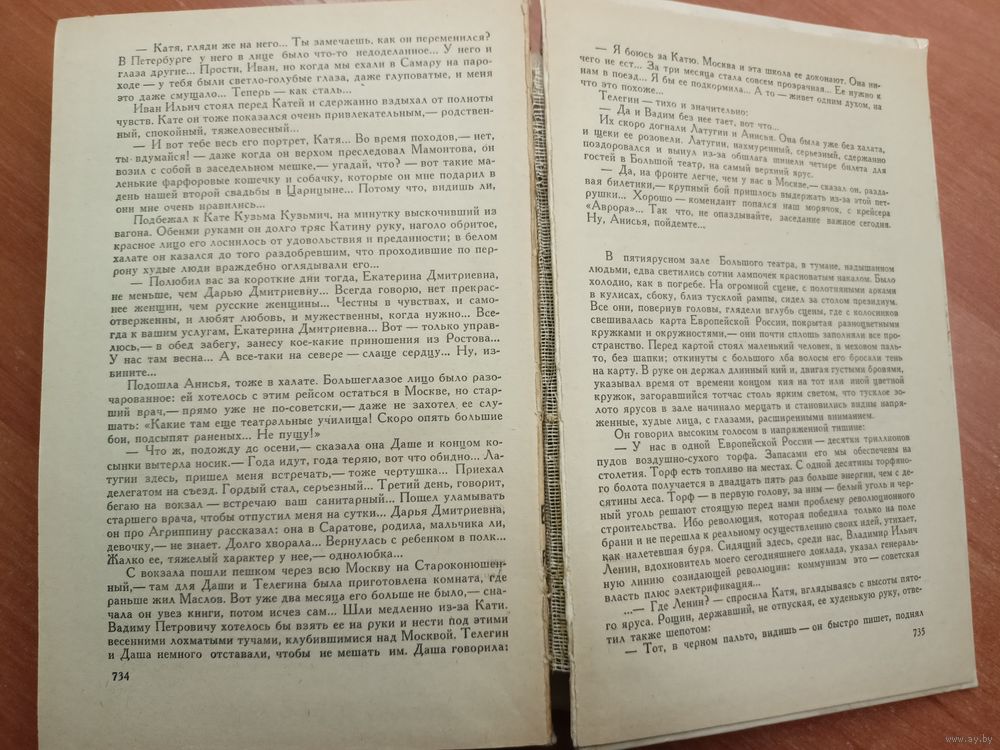 — Катя, гляди же на него... Ты замечаешь, как он переменился?
В Петербурге у него в лице было что-то недоделанное... У него и
глаза другие... Прости, Иван, но когда мы ехали в Самару на паро-
ходе — у тебя были светло-голубые глаза, даже глуповатые, и меня
это даже смущало... Теперь — как сталь...
Иван Ильич стоял перед Катей и сдержанно вздыхал от полноты
чувств. Кате он тоже показался очень привлекательным,— родствен-
ный, спокойный, тяжеловесный...
— И вот тебе весь его портрет, Катя... Во время походов,— нет,
ты вдумайся! — даже когда он верхом преследовал Мамонтова, он
возил с собой в заседельном мешке,— угадай, что? — вот такие ма-
ленькие фарфоровые кошечку и собачку, которые он мне подарил в
день нашей второй свадьбы в Царицыне... Потому что, видишь ли,
они мне очень нравились...
Подбежал к Кате Кузьма Кузьмич, на минутку выскочивший из
вагона. Обеими руками он долго тряс Катину руку, наголо обритое,
красное лицо его лоснилось от удовольствия и преданности; в белом
халате он казался до того раздобревшим, что проходившие по пер-
рону худые люди враждебно оглядывали его...
— Полюбил вас за короткие дни тогда, Екатерина Дмитриевна,
не меньше, чем Дарью Дмитриевну... Всегда говорю, нет прекрас-
нее женщин, чем русские женщины... Честны в чувствах, и само-
отверженны, и любят любовь, и мужественны, когда нужно... Все-
гда к вашим услугам, Екатерина Дмитриевна... Вот — только управ-
люсь,— в обед забегу, занесу кое-какие приношения из Ростова...
У нас там весна... А все-таки на севере — слаще сердцу... Ну, из-
бините...
Подошла Анисья, тоже в халате. Большеглазое лицо было разо-
чарованное: ей хотелось с этим рейсом остаться в Москве, но стар-
ший врач,— прямо уже не по-советски,— даже не захотел ее слу-
шать: «Какие там еще театральные училища! Скоро опять большие
бои, подсыпят раненых... Не пущу!»
— Что ж, подожду до осени,— сказала она Даше и концом ко-
сынки вытерла носик.— Года идут, года теряю, вот что обидно... Ла-
тугин здесь, пришел меня встречать,— тоже чертушка... Приехал
делегатом на съезд. Гордый стал, серьезный... Третий день, говорит,
бегаю на вокзал — встречаю ваш санитарный... Пошел уламывать
старшего врача, чтобы отпустил меня на сутки... Дарья Дмитриевна,
он про Агриппину рассказал: она в Саратове, родила, мальчика ли,
девочку,— не знает. Долго хворала... Вернулась с ребенком в полк...
Жалко ее, тяжелый характер у нее,— однолюбка...
С вокзала пошли пешком через всю Москву на Староконюшен-
ный,— там для Даши и Телегина была приготовлена комната, где
раньше жил Маслов. Вот уже два месяца его больше не было,— сна-
чала он увез книги, потом исчез сам... Шли медленно из-за Кати.
Вадиму Петровичу хотелось бы взять ее на руки и нести под этими
весенними лохматыми тучами, клубившимися над Москвой. Телегин
и Даша немного отставали, чтобы не мешать им. Даша говорила:
734
— Я боюсь за Катю. Москва и эта школа ее доконают. Она ни-
чего не ест... За три месяца стала совсем прозрачная... Ее нужно к
нам в поезд... Я бы ее подкормила... А то — живет одним духом, на
что это похоже...
Телегин — тихо и значительно:
— Да и Вадим без нее тает, вот что...
Их скоро догнали Латугин и Анисья. Она была уже без халата,
и щеки ее розовели. Латугин, нахмуренный, серьезный, сдержанно
поздоровался и вынул из-за обшлага шинели четыре билета для
гостей в Большой театр, на самый верхний ярус.
— Да, на фронте легче, чем у вас в Москве,— сказал он, разда-
вая билетики,— крупный бой пришлось выдержать из-за этой пет-
рушки... Хорошо — комендант попался наш морячок, с крейсера
«Аврора»... Так что, не опаздывайте, заседание важное сегодня.
Ну, Анисья, пойдемте...
В пятиярусном зале Большого театра, в тумане, надышанном
людьми, едва светились сотни лампочек красноватым накалом. Было
холодно, как в погребе. На огромной сцене, с полотняными арками
в кулисах, сбоку, близ тусклой рампы, сидел за столом президиум.
Все они, повернув головы, глядели вглубь сцены, где с колосников
свешивалась карта Европейской России, покрытая разноцветными
кружками и окружностями,— они почти сплошь заполняли все про-
странство. Перед картой стоял маленький человек, в меховом паль-
то, без шапки; откинутые с большого лба волосы его бросали тень
на карту. В руке он держал длинный кий и, двигая густыми бровями,
указывал время от времени концом кия на тот или иной цветной
кружок, загоравшийся тотчас столь ярким светом, что тусклое зо-
лото ярусов в зале начинало мерцать и становились видны напря-
женные, худые лица, с глазами, расширенными вниманием.
Он говорил высоким голосом в напряженной тишине:
— У нас в одной Европейской России — десятки триллионов
пудов воздушно-сухого торфа. Запасами его мы обеспечены на
столетия. Торф есть топливо на местах. С одной десятины торфяно-
го болота получается в двадцать пять раз больше энергии, чем с де-
сятины леса. Торф — в первую голову, за ним — белый уголь и чер-
ный уголь решают стоящую перед нами проблему революционного
строительства. Ибо революция, которая победила только на поле
брани и не перешла к реальному осуществлению своих идей, утихает,
как налетевшая буря. Сидящий здесь, среди нас, Владимир Ильич
Ленин, вдохновитель моего сегодняшнего доклада, указал генераль-
ную линию созидающей революции: коммунизм это — советская
власть плюс электрификация...
...— Где Ленин? — спросила Катя, вглядываясь с высоты пято-
го яруса. Рощин, державший, не отпуская, ее худенькую руку, отве-
тил также шепотом:
— Тот, в черном пальто, видишь — он быстро пишет, поднял
735
www.ay.by